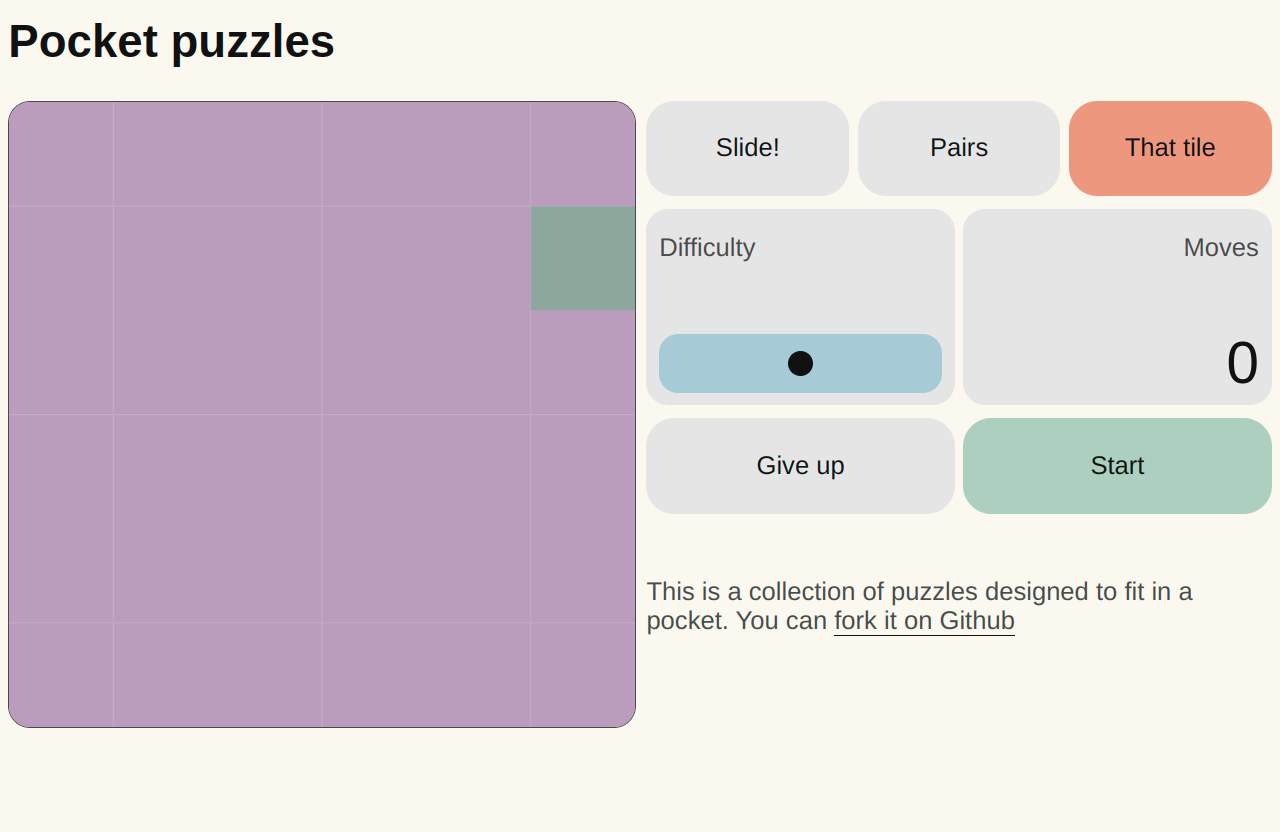 Pocket puzzles
Slide!
Pairs
That tile
Difficulty
Moves
0
Give up
Start
This is a collection of puzzles designed to fit in a
pocket. You can fork it on Github